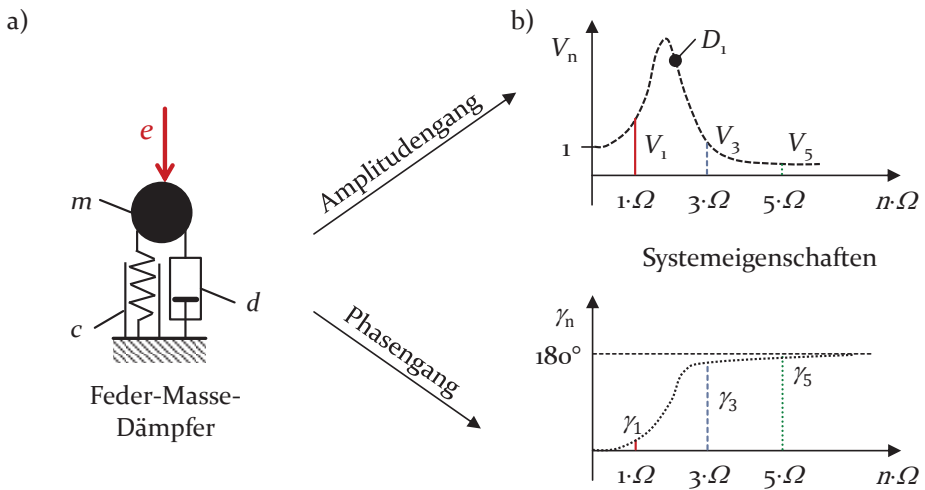 a)
e
m
c
d
Feder-Masse-
Dämpfer
Amplitudengang
Phasengang
b)
Vₙ
D₁
1
V₁
V₃
V₅
1·Ω
3·Ω
5·Ω
n·Ω
Systemeigenschaften
γₙ
180°
γ₁
γ₃
γ₅
1·Ω
3·Ω
5·Ω
n·Ω